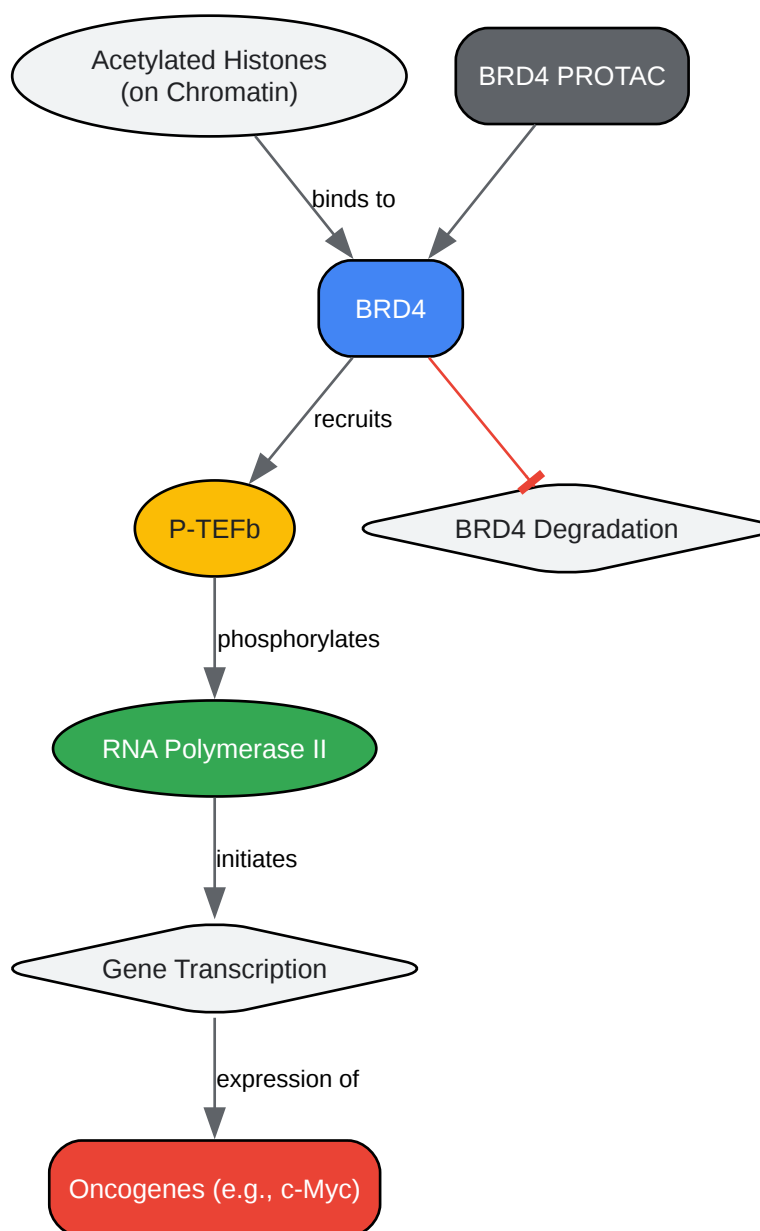 Acetylated Histones
(on Chromatin)
BRD4 PROTAC
binds to
BRD4
recruits
P-TEFb
BRD4 Degradation
phosphorylates
RNA Polymerase II
initiates
Gene Transcription
expression of
Oncogenes (e.g., c-Myc)